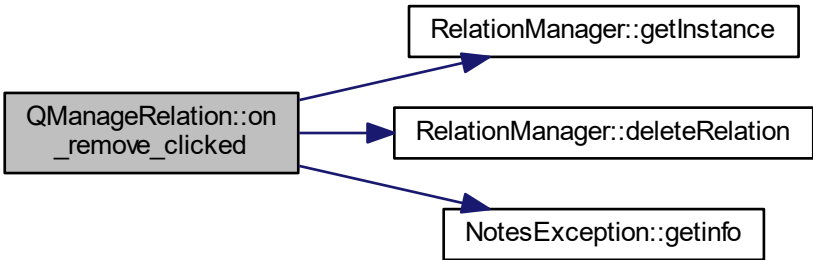 QManageRelation::on
_remove_clicked
RelationManager::getInstance
RelationManager::deleteRelation
NotesException::getinfo